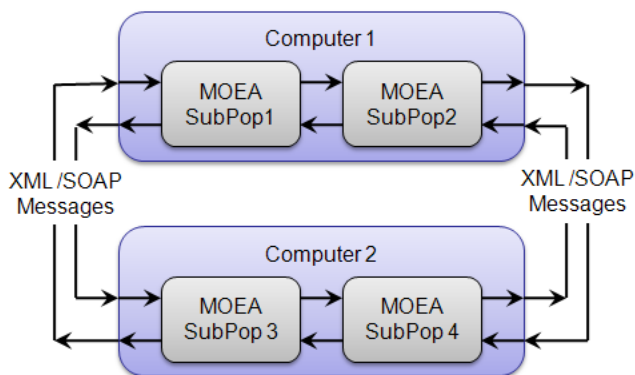 Computer 1
MOEA
SubPop1
MOEA
SubPop2
XML /SOAP
Messages
XML /SOAP
Messages
Computer 2
MOEA
SubPop 3
MOEA
SubPop 4